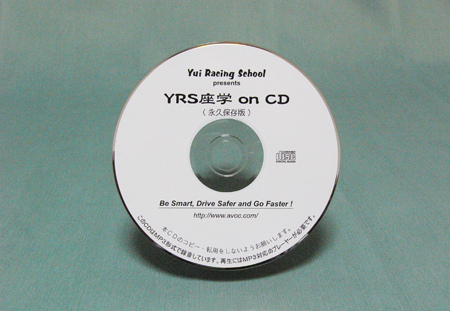 Yui Racing School
presents
YRS座学 on CD
（永久保存版）
Be Smart, Drive Safer and Go Faster !
http://www.avoc.com/
本CDのコピー・転用をしないようお願いします。
このCDはMP3形式で録音しています。再生にはMP3対応のプレーヤーが必要です。